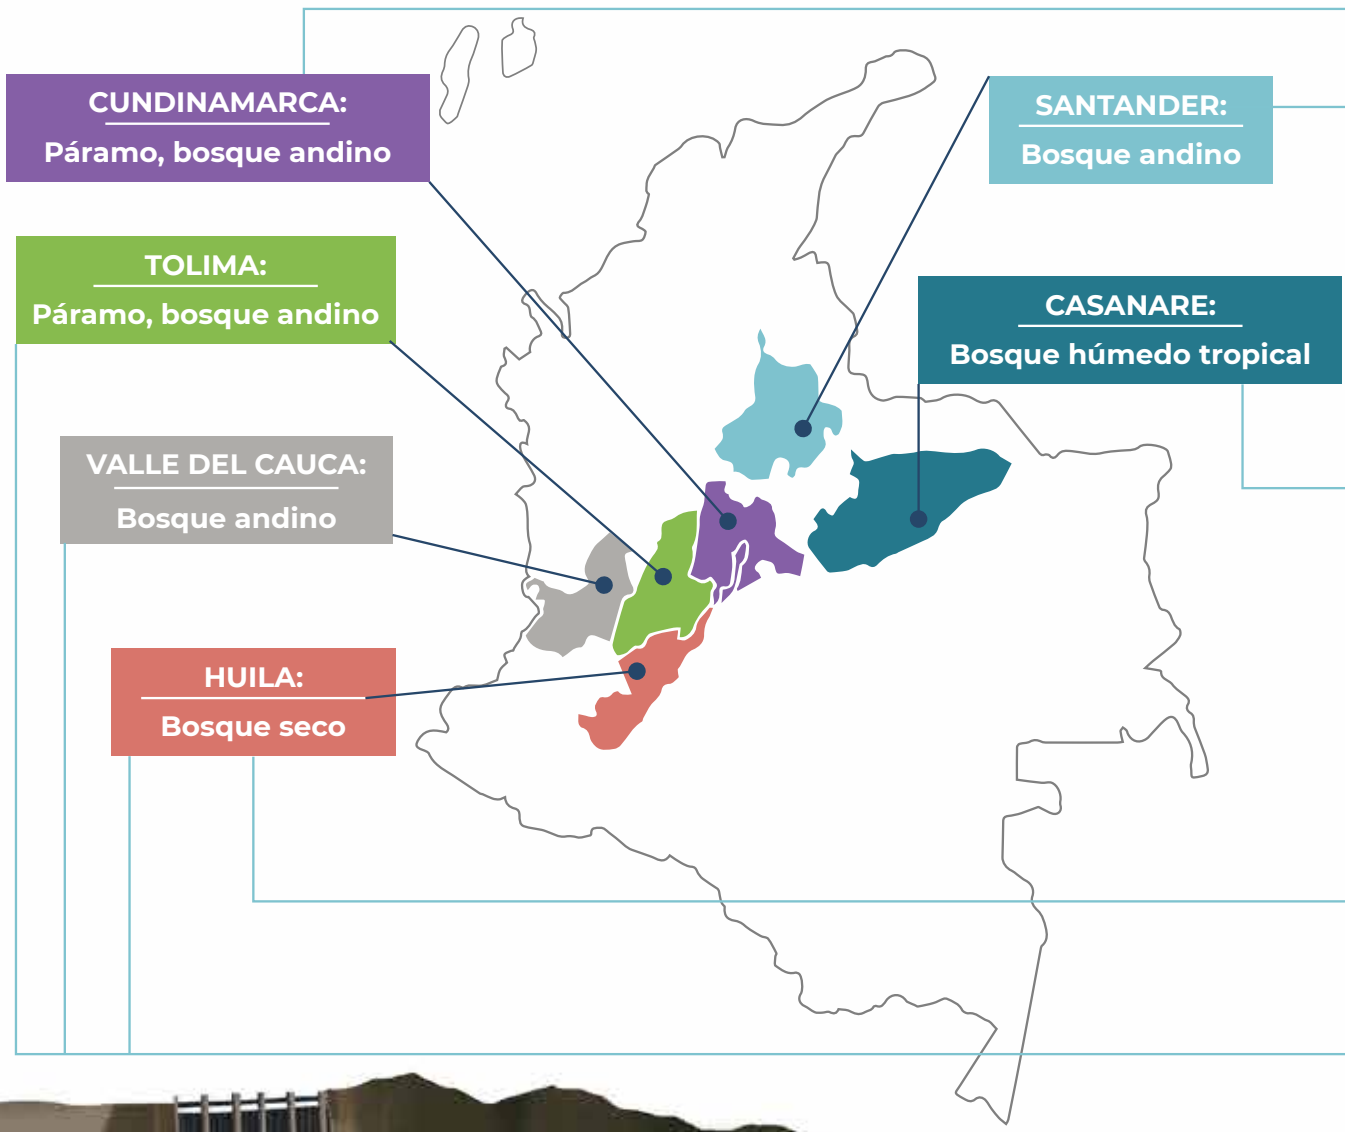 CUNDINAMARCA:
Páramo, bosque andino
SANTANDER:
Bosque andino
TOLIMA:
Páramo, bosque andino
CASANARE:
Bosque húmedo tropical
VALLE DEL CAUCA:
Bosque andino
HUILA:
Bosque seco